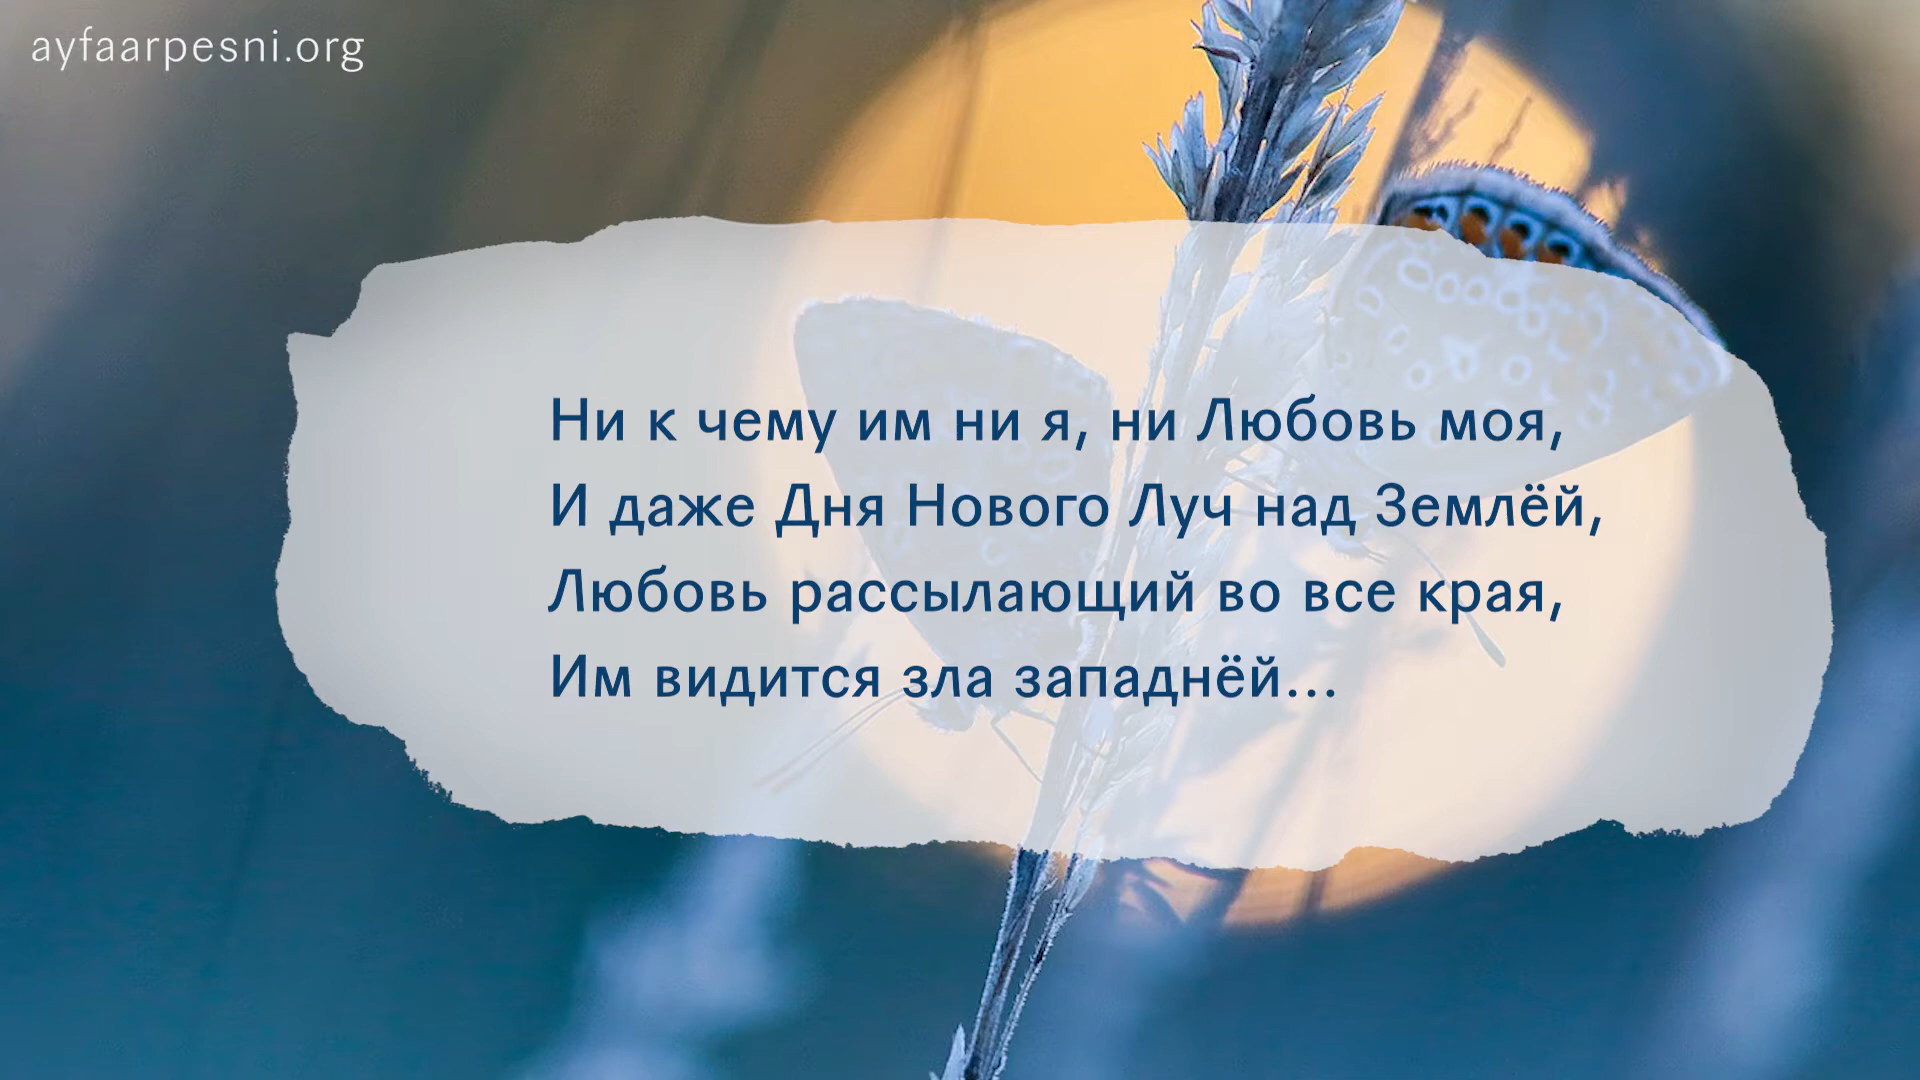 ayfaarpesni.org
Ни к чему им ни я, ни Любовь моя,
И даже Дня Нового Луч над Землёй,
Любовь рассылающий во все края,
Им видится зла западнёй...